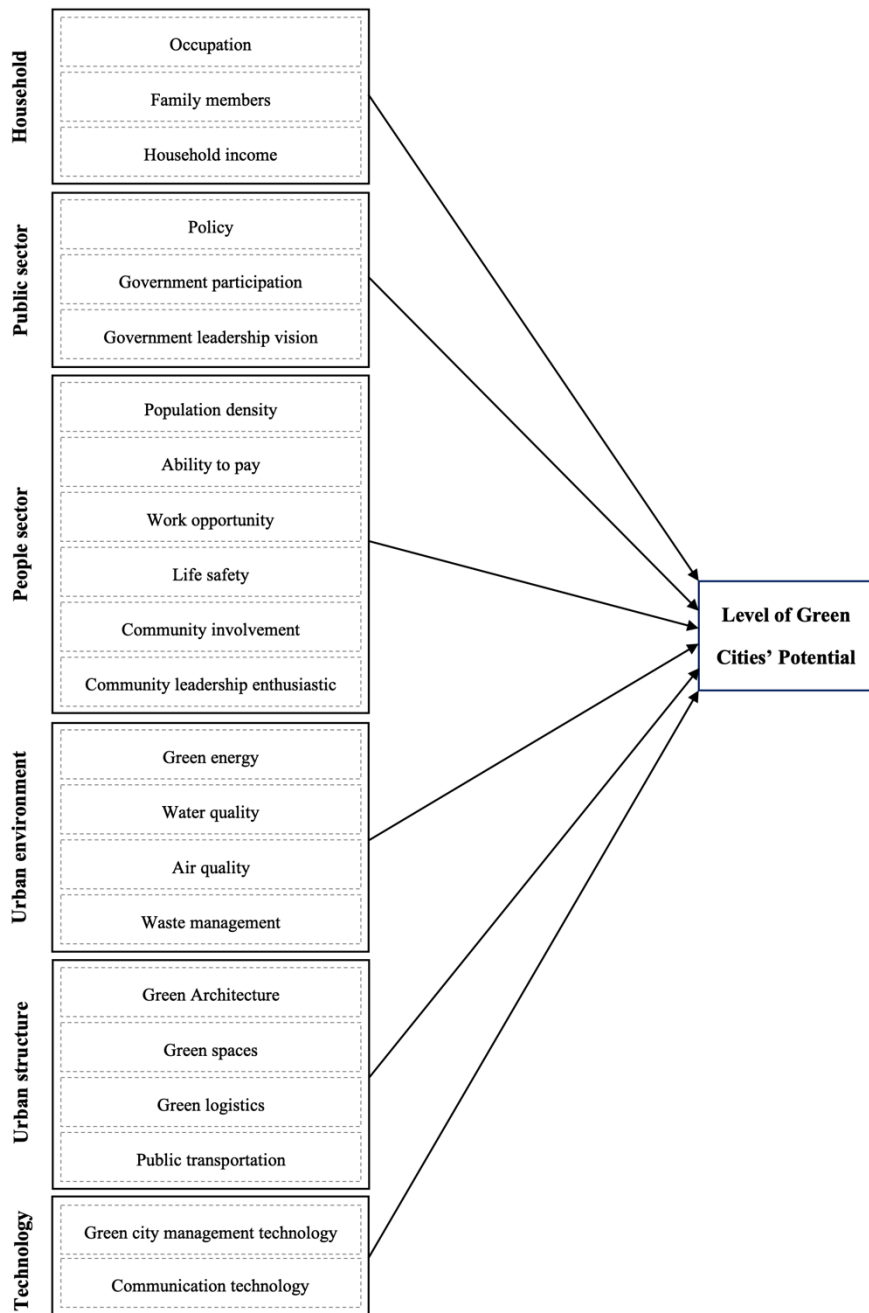 Household
Occupation
Family members
Household income
Public sector
Policy
Government participation
Government leadership vision
People sector
Population density
Ability to pay
Work opportunity
Life safety
Community involvement
Community leadership enthusiastic
Urban environment
Green energy
Water quality
Air quality
Waste management
Urban structure
Green Architecture
Green spaces
Green logistics
Public transportation
Technology
Green city management technology
Communication technology
Level of Green
Cities’ Potential